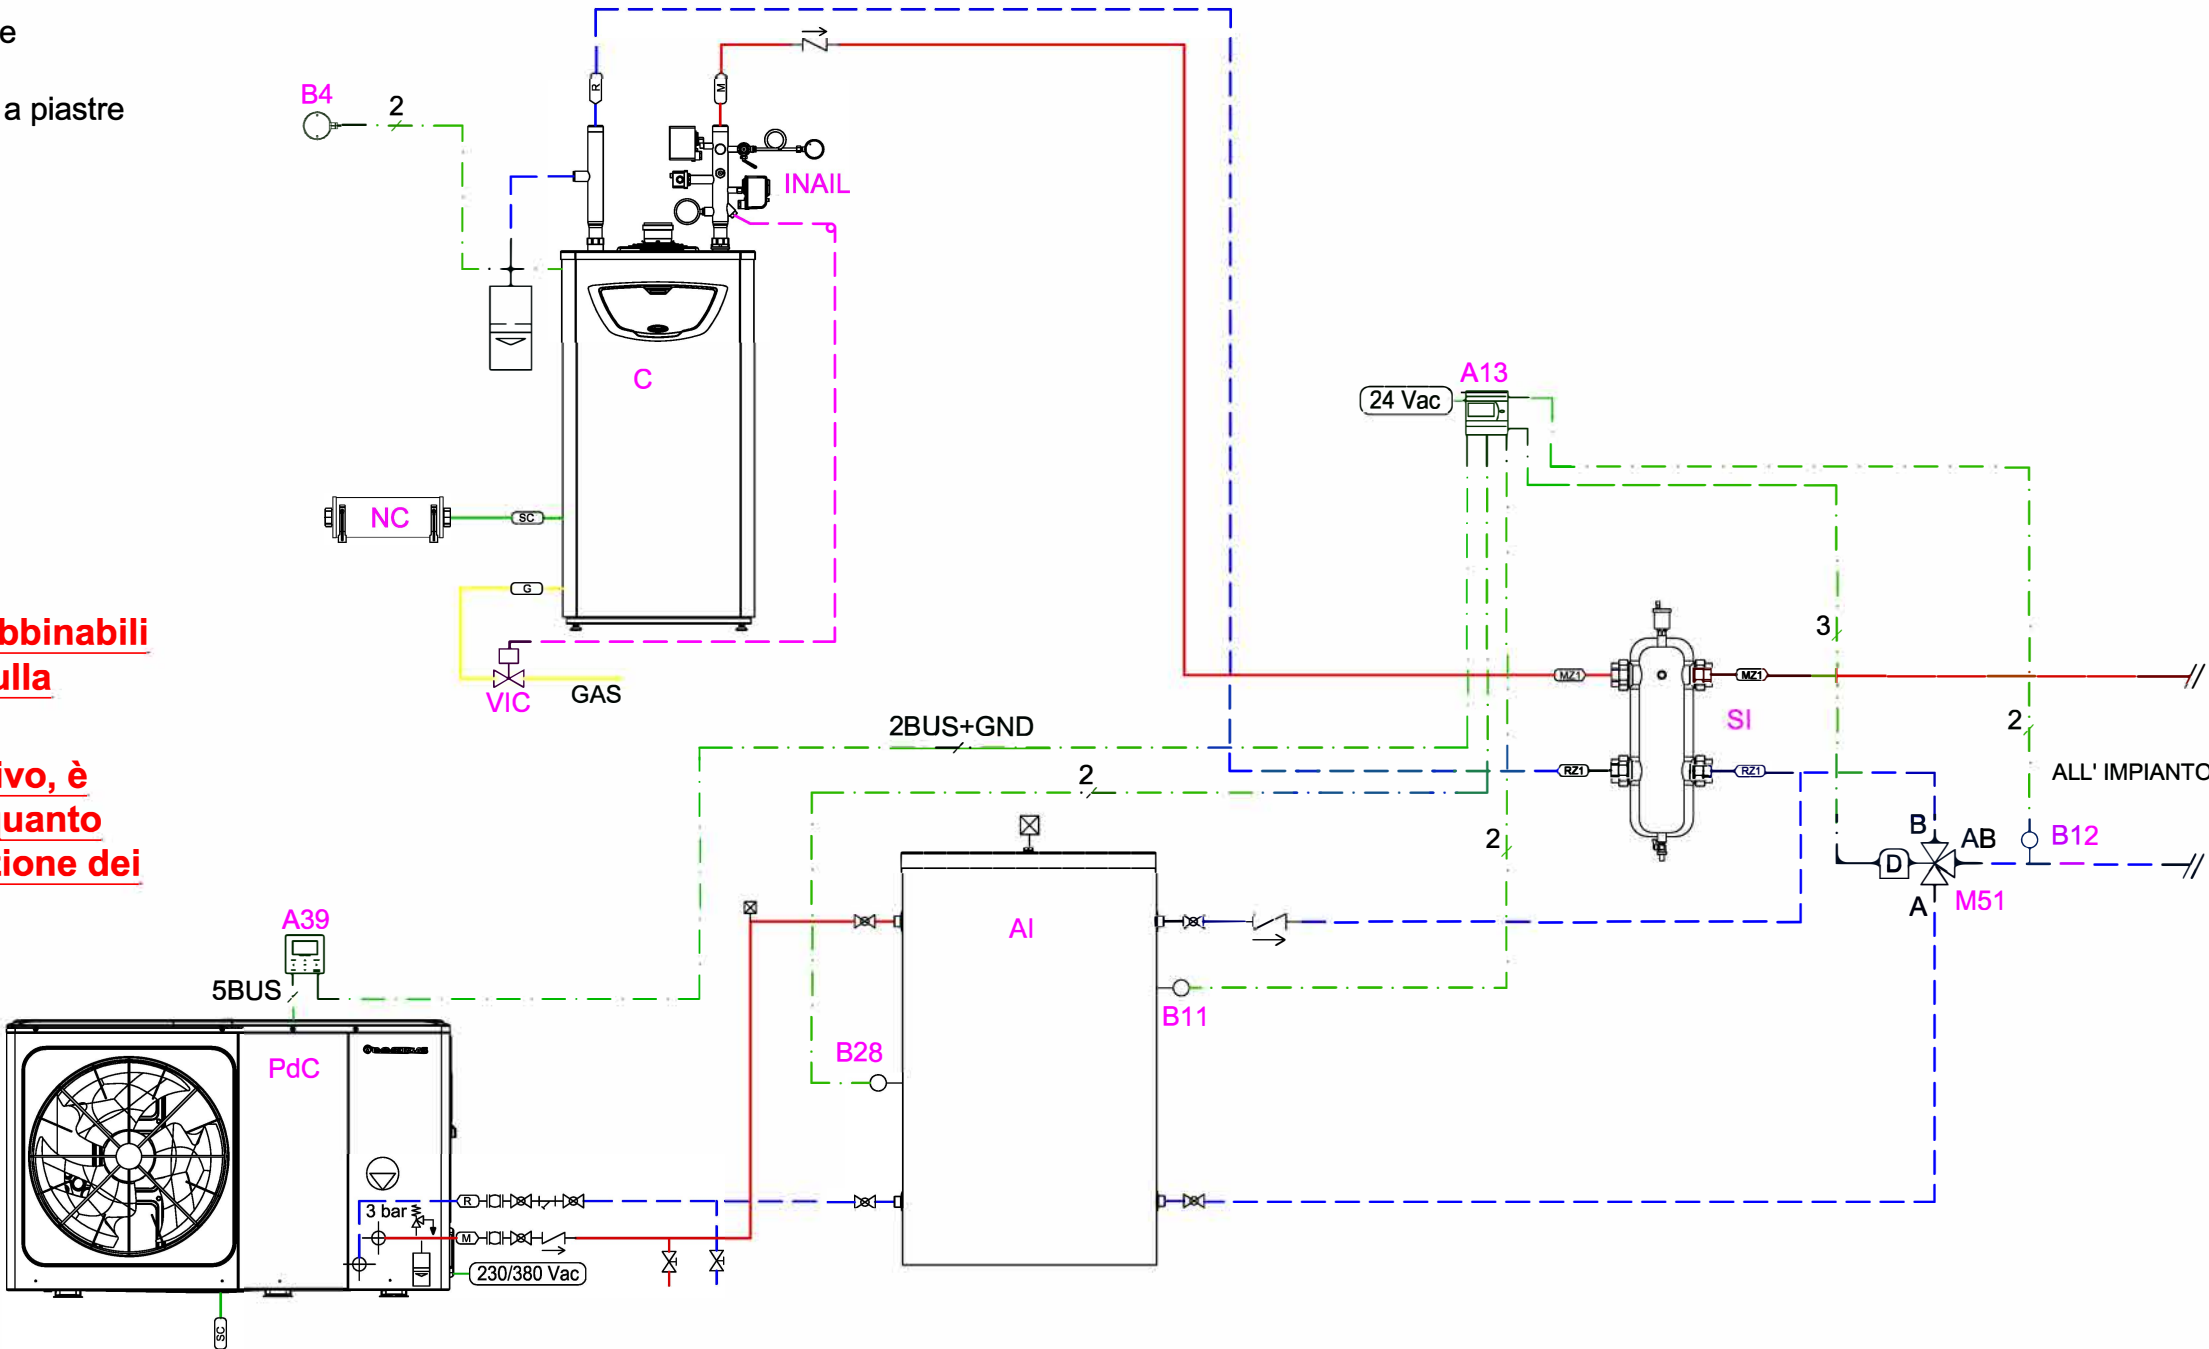 e
a piastre
B4
2
R
M
INAIL
C
NC
SC
G
VIC
GAS
bbinabili
ulla
ivo, è
quanto
zione dei
A13
24 Vac
3
MZ1
MZ1
SI
2
2BUS+GND
2
RZ1
RZ1
ALL' IMPIANTO
2
B
AB
B12
D
A
M51
AI
A39
5BUS
B11
B28
PdC
R
3 bar
M
230/380 Vac
SC